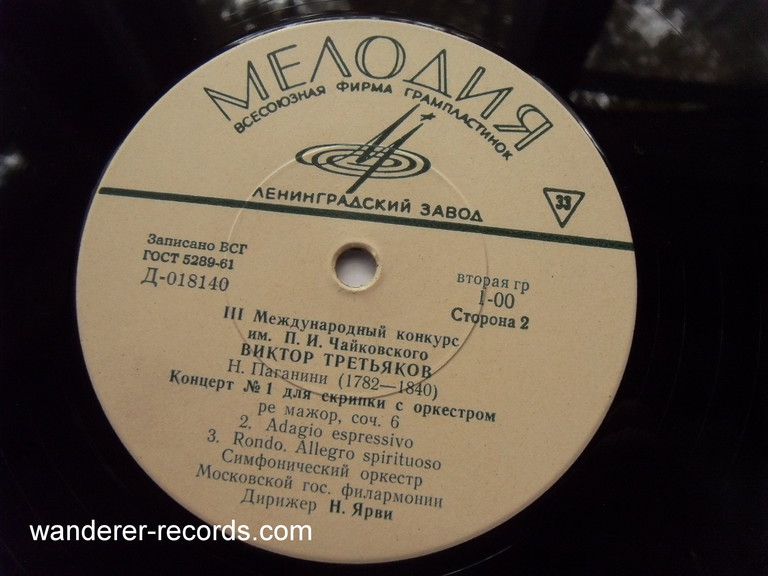 МЕЛОДИЯ
ВСЕСОЮЗНАЯ ФИРМА ГРАМПЛАСТИНОК
ЛЕНИНГРАДСКИЙ ЗАВОД
33
Записано ВСГ
ГОСТ 5289-61
Д-018140
вторая гр
1-00
Сторона 2
III Международный конкурс
им. П. И. Чайковского
ВИКТОР ТРЕТЬЯКОВ
Н. Паганини (1782—1840)
Концерт №1 для скрипки с оркестром
ре мажор, соч. 6
2. Adagio espressivo
3. Rondo. Allegro spirituoso
Симфонический оркестр
Московской гос. филармонии
Дирижер Н. Ярви
wanderer-records.com